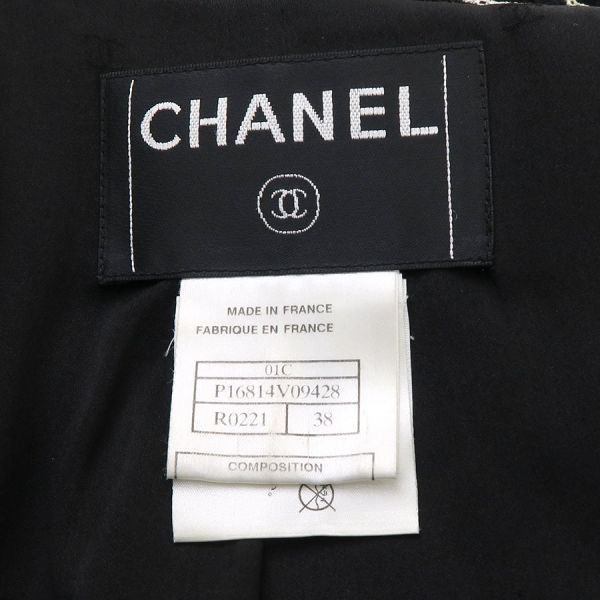 CHANEL
MADE IN FRANCE
FABRIQUE EN FRANCE
01C
P16814V09428
R0221 38
COMPOSITION